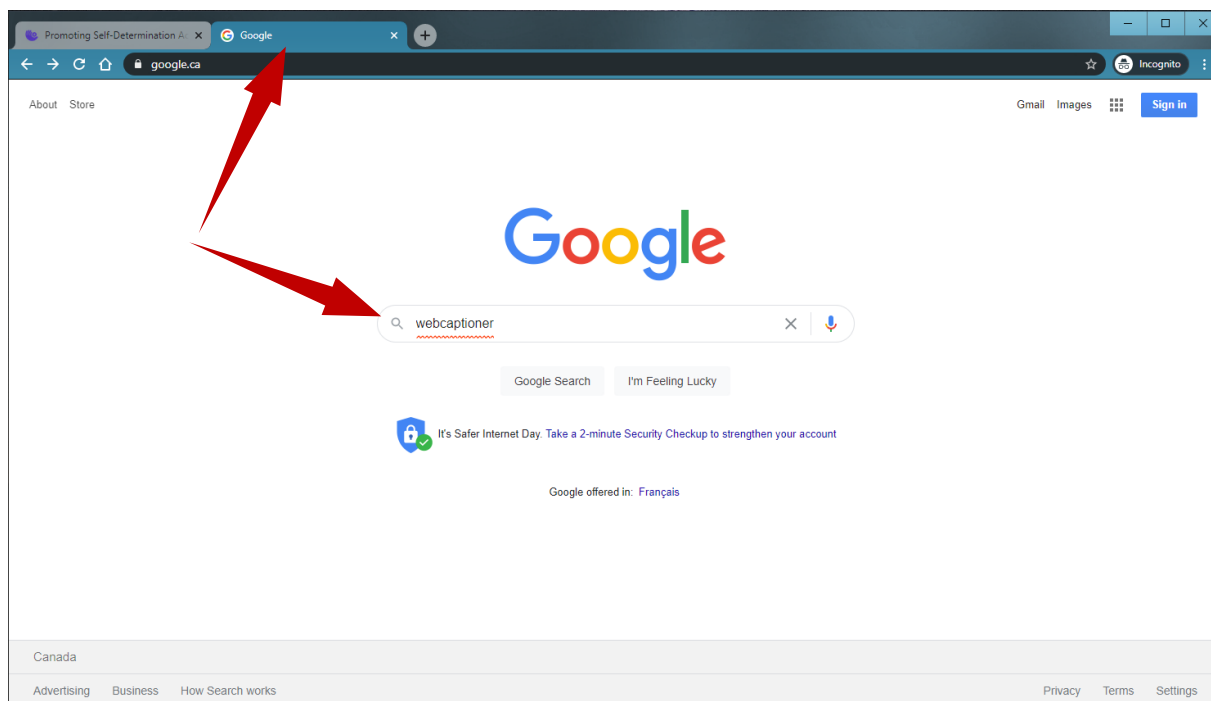 Promoting Self-Determination A
Google
google.ca
Incognito
About Store
Gmail Images Sign in
Google
webcaptioner
Google Search I'm Feeling Lucky
It's Safer Internet Day. Take a 2-minute Security Checkup to strengthen your account
Google offered in: Français
Canada
Advertising Business How Search works
Privacy Terms Settings